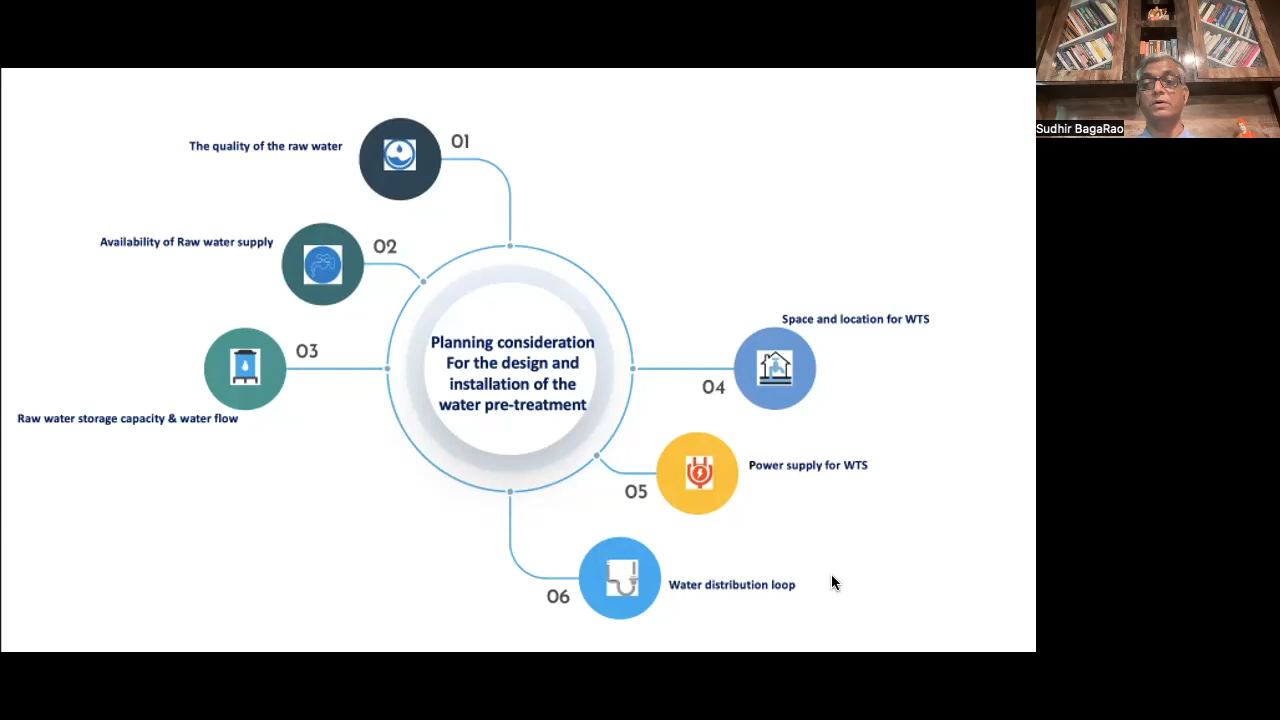 Sudhir BagaRao
01
The quality of the raw water
02
Availability of Raw water supply
03
Raw water storage capacity & water flow
Planning consideration
For the design and
installation of the
water pre-treatment
Space and location for WTS
04
Power supply for WTS
05
Water distribution loop
06